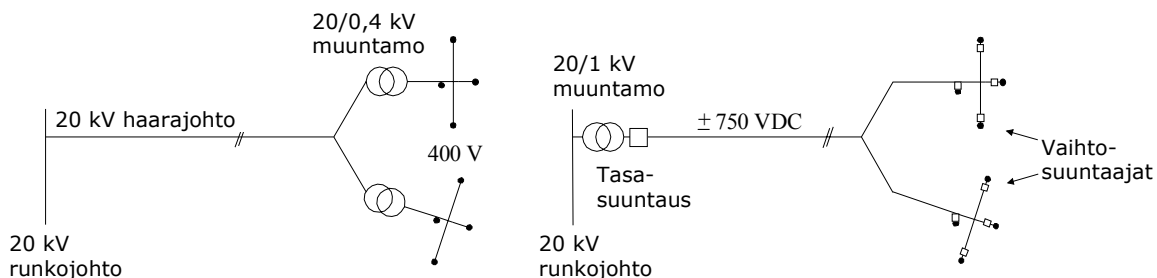 20/0,4 kV
muuntamo
20 kV haarajohto
400 V
20 kV
runkojohto
20/1 kV
muuntamo
± 750 VDC
Tasa-
suuntaus
Vaihto-
suuntaajat
20 kV
runkojohto